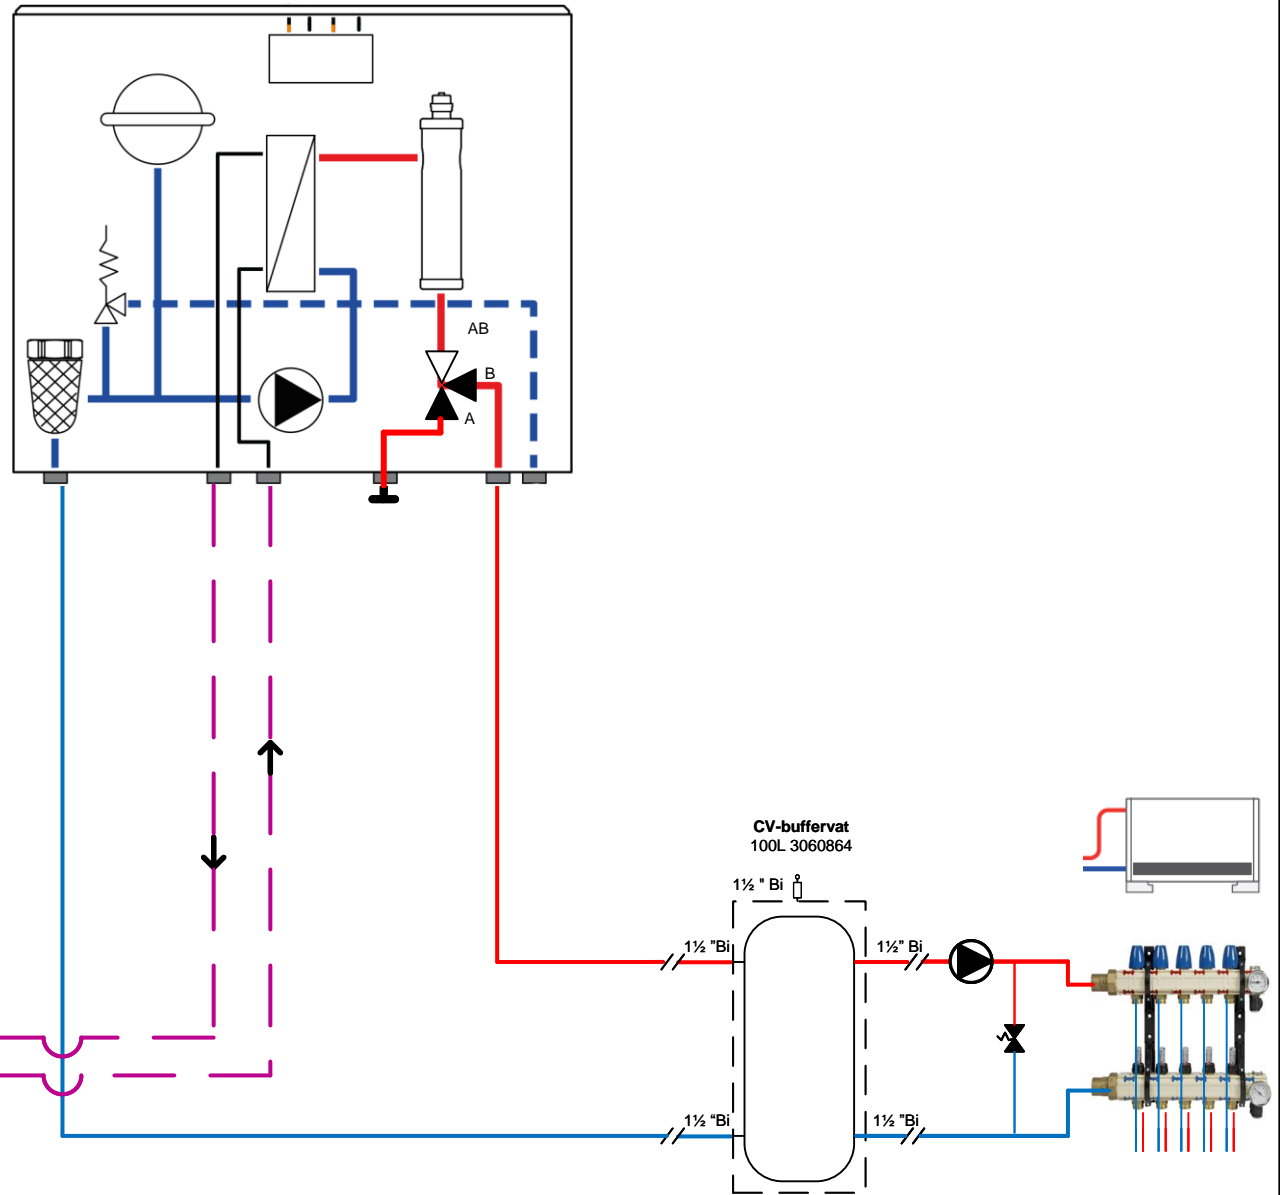 AB
B
A
CV-buffervat
100L 3060864
1½ " Bi
1½ "Bi
1½" Bi
1½ "Bi
1½ "Bi